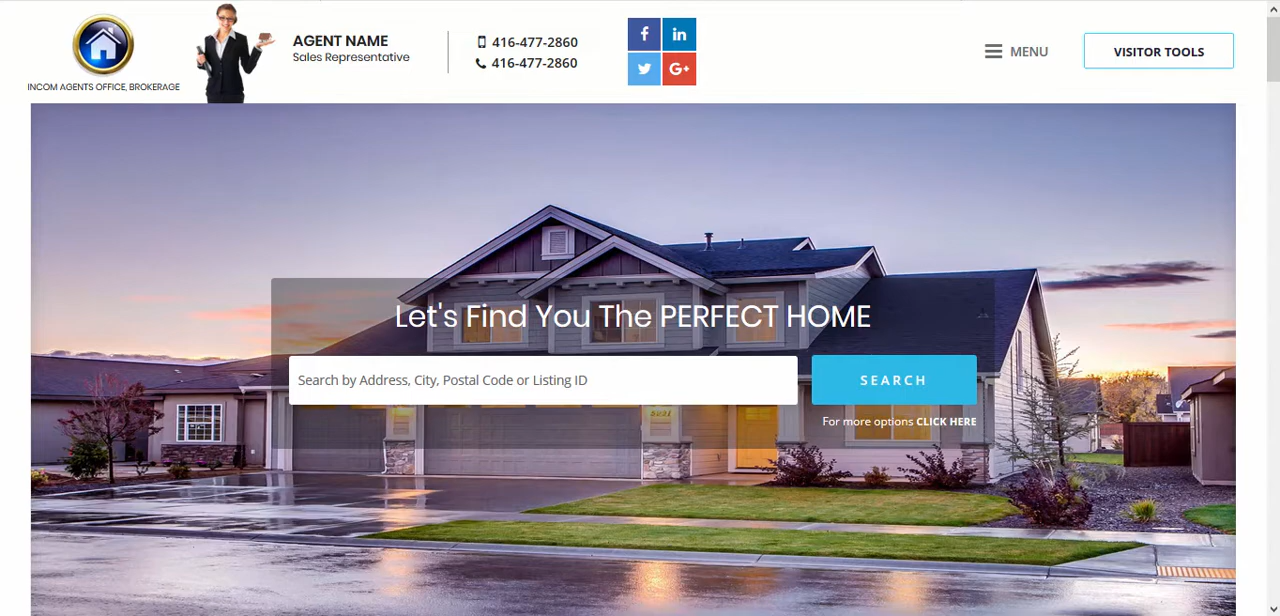 INCOM AGENTS OFFICE, BROKERAGE
AGENT NAME
Sales Representative
416-477-2860
416-477-2860
f
in
G+
MENU
VISITOR TOOLS
Let's Find You The PERFECT HOME
Search by Address, City, Postal Code or Listing ID
SEARCH
For more options CLICK HERE